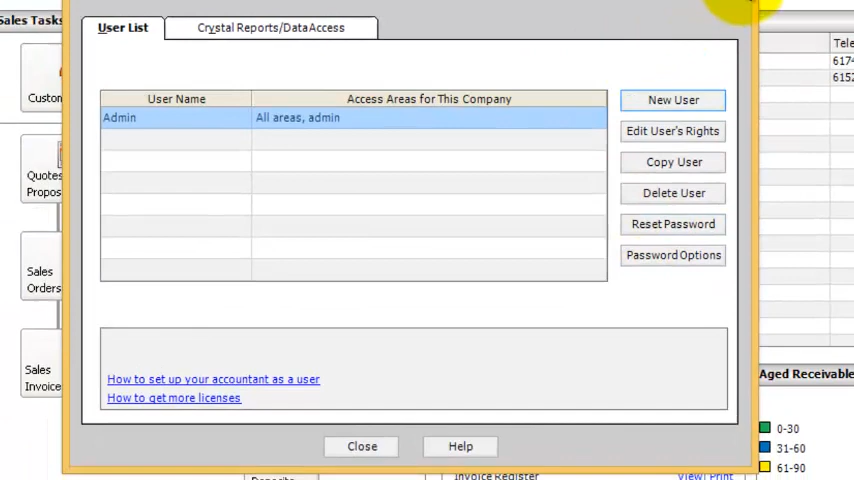 Sales Tasks
User List
Crystal Reports/DataAccess
Tele
6174
6152
Custom
User Name
Access Areas for This Company
Admin
All areas, admin
New User
Edit User's Rights
Copy User
Delete User
Reset Password
Password Options
Quotes
Propos
Sales
Orders
Sales
Invoice
How to set up your accountant as a user
How to get more licenses
Close
Help
Aged Receivable
0-30
31-60
61-90
Invoice Register
View| Print